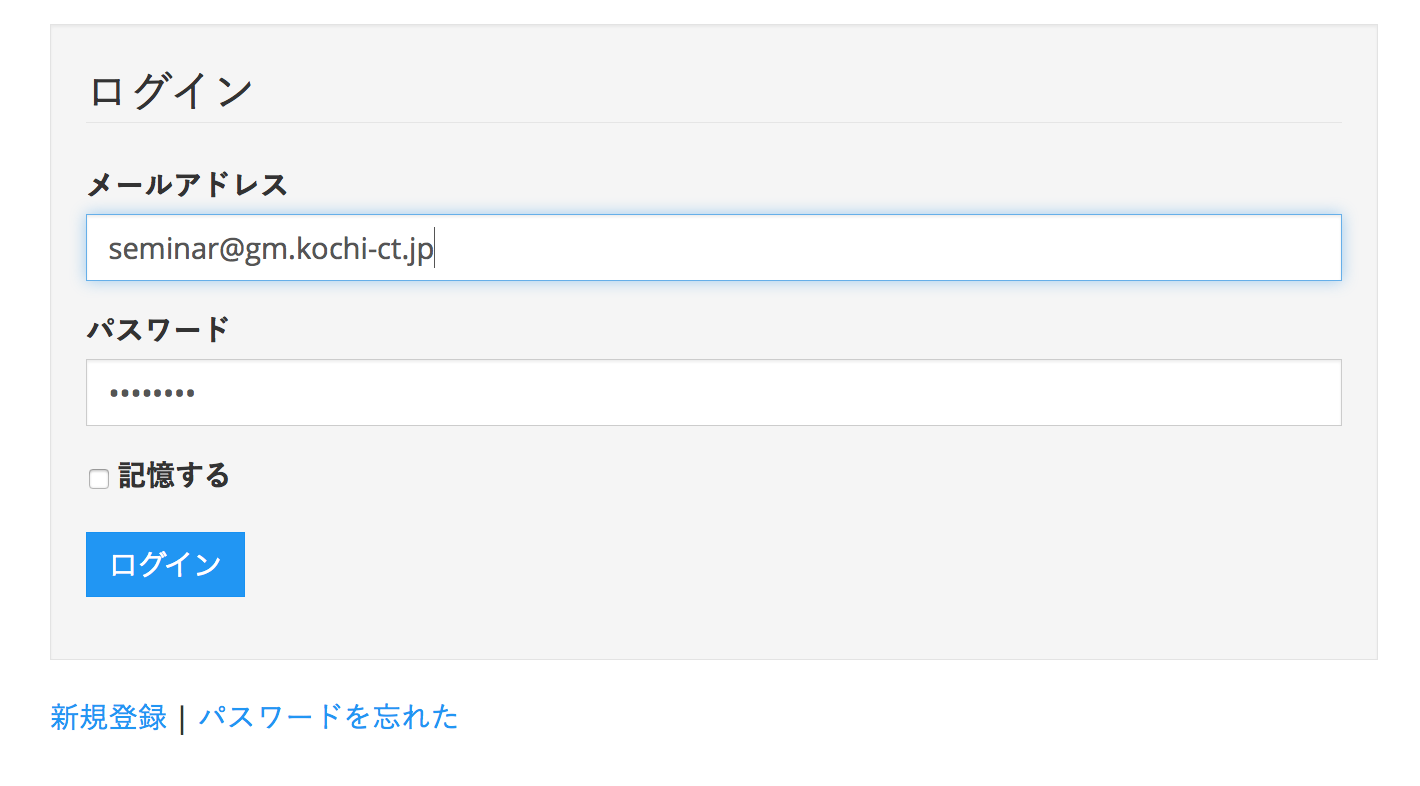 ログイン
メールアドレス
seminar@gm.kochi-ct.jp
パスワード
••••••••
記憶する
ログイン
新規登録 | パスワードを忘れた